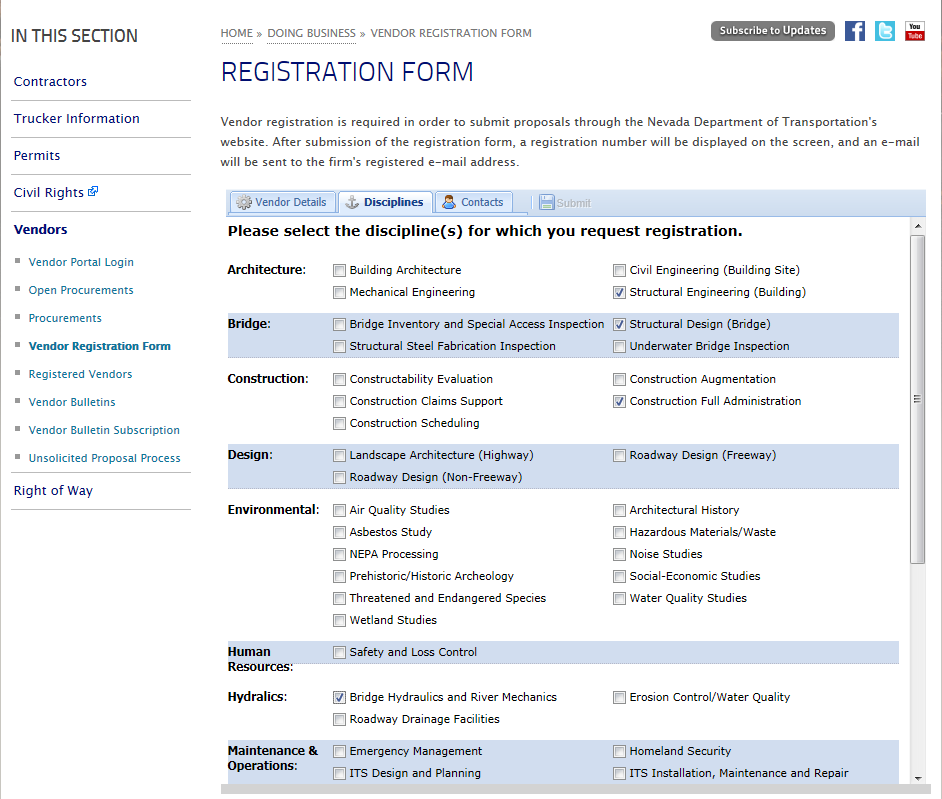 IN THIS SECTION
Contractors
Trucker Information
Permits
Civil Rights
Vendors
Vendor Portal Login
Open Procurements
Procurements
Vendor Registration Form
Registered Vendors
Vendor Bulletins
Vendor Bulletin Subscription
Unsolicited Proposal Process
Right of Way
HOME » DOING BUSINESS » VENDOR REGISTRATION FORM
Subscribe to Updates
You
Tube
REGISTRATION FORM
Vendor registration is required in order to submit proposals through the Nevada Department of Transportation's
website. After submission of the registration form, a registration number will be displayed on the screen, and an e-mail
will be sent to the firm's registered e-mail address.
Vendor Details Disciplines Contacts Submit
Please select the discipline(s) for which you request registration.
Architecture: Building Architecture Civil Engineering (Building Site)
Mechanical Engineering Structural Engineering (Building)
Bridge: Bridge Inventory and Special Access Inspection Structural Design (Bridge)
Structural Steel Fabrication Inspection Underwater Bridge Inspection
Construction: Constructability Evaluation Construction Augmentation
Construction Claims Support Construction Full Administration
Construction Scheduling
Design: Landscape Architecture (Highway) Roadway Design (Freeway)
Roadway Design (Non-Freeway)
Environmental: Air Quality Studies Architectural History
Asbestos Study Hazardous Materials/Waste
NEPA Processing Noise Studies
Prehistoric/Historic Archeology Social-Economic Studies
Threatened and Endangered Species Water Quality Studies
Wetland Studies
Human Safety and Loss Control
Resources:
Hydralics: Bridge Hydraulics and River Mechanics Erosion Control/Water Quality
Roadway Drainage Facilities
Maintenance & Emergency Management Homeland Security
Operations: ITS Design and Planning ITS Installation, Maintenance and Repair